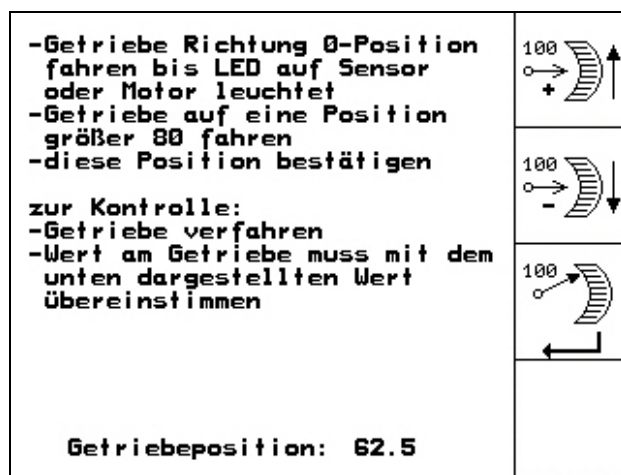 -Getriebe Richtung 0-Position
fahren bis LED auf Sensor
oder Motor leuchtet
-Getriebe auf eine Position
größer 80 fahren
-diese Position bestätigen
zur Kontrolle:
-Getriebe verfahren
-Wert am Getriebe muss mit dem
unten dargestellten Wert
übereinstimmen
Getriebeposition: 62.5
100
+
100
-
100